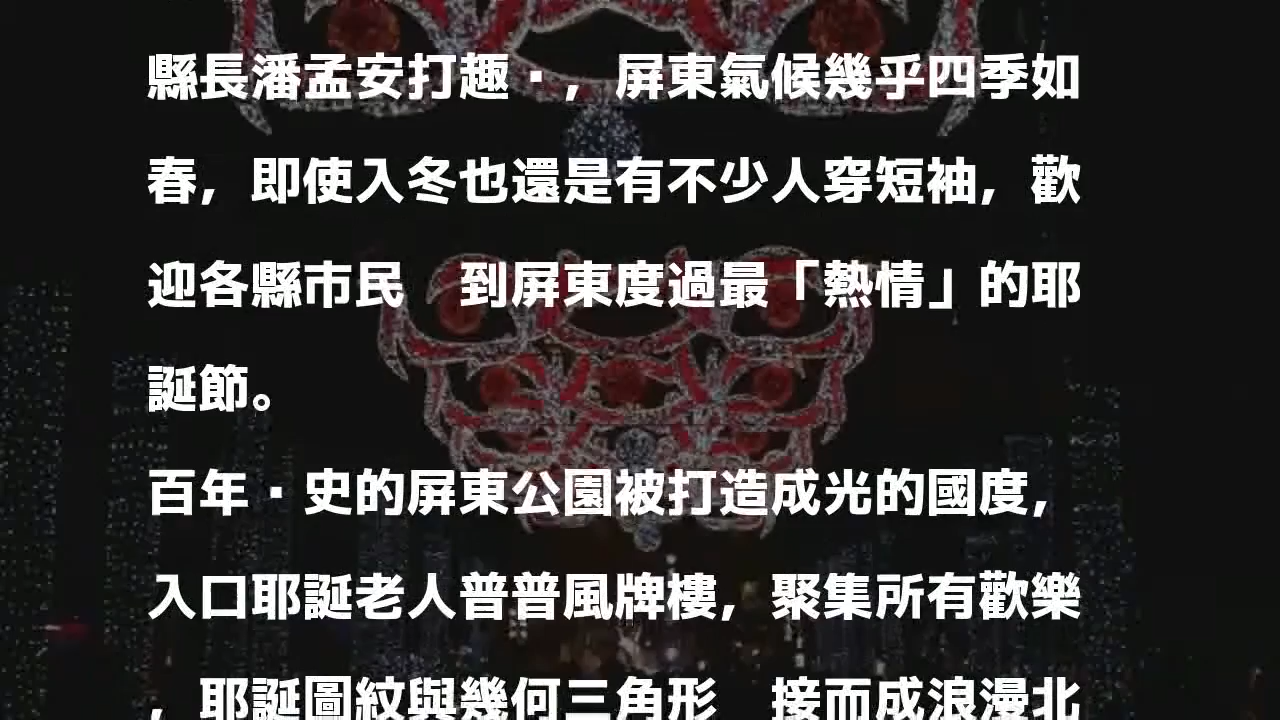 縣長潘孟安打趣▪，屏東氣候幾乎四季如
春，即使入冬也還是有不少人穿短袖，歡
迎各縣市民　到屏東度過最「熱情」的耶
誕節。
百年▪史的屏東公園被打造成光的國度，
入口耶誕老人普普風牌樓，聚集所有歡樂
，耶誕圖紋與幾何三角形　接而成浪漫北